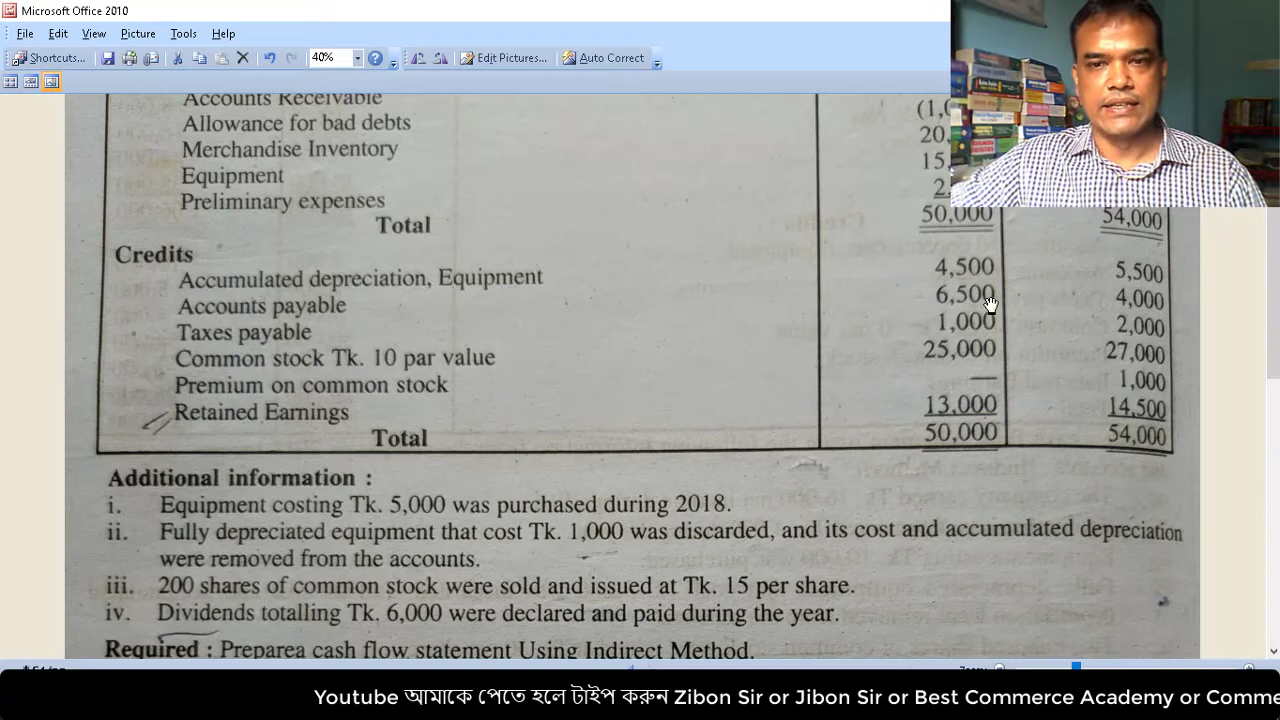 Microsoft Office 2010
File Edit View Picture Tools Help
Shortcuts... 40% Edit Pictures... Auto Correct
Accounts Receivable
Allowance for bad debts (1,0
Merchandise Inventory 20,
Equipment 15,
Preliminary expenses 2,
Total 50,000 54,000
Credits
Accumulated depreciation, Equipment 4,500 5,500
Accounts payable 6,500 4,000
Taxes payable 1,000 2,000
Common stock Tk. 10 par value 25,000 27,000
Premium on common stock — 1,000
Retained Earnings 13,000 14,500
Total 50,000 54,000
Additional information :
i. Equipment costing Tk. 5,000 was purchased during 2018.
ii. Fully depreciated equipment that cost Tk. 1,000 was discarded, and its cost and accumulated depreciation
were removed from the accounts.
iii. 200 shares of common stock were sold and issued at Tk. 15 per share.
iv. Dividends totalling Tk. 6,000 were declared and paid during the year.
Required : Preparea cash flow statement Using Indirect Method.
Youtube আমাকে পেতে হলে টাইপ করুন Zibon Sir or Jibon Sir or Best Commerce Academy or Comme